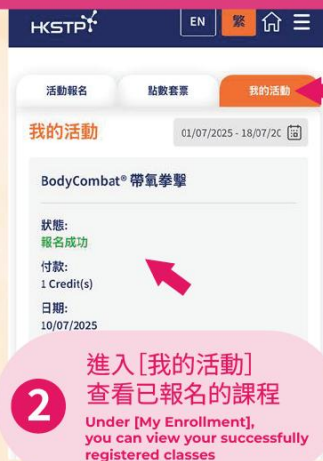 HKSTP
EN
繁
活動報名
點數套票
我的活動
我的活動
01/07/2025 - 18/07/20
BodyCombat® 帶氧拳擊
狀態:
報名成功
付款:
1 Credit(s)
日期:
10/07/2025
2
進入[我的活動]
查看已報名的課程
Under [My Enrollment],
you can view your successfully
registered classes